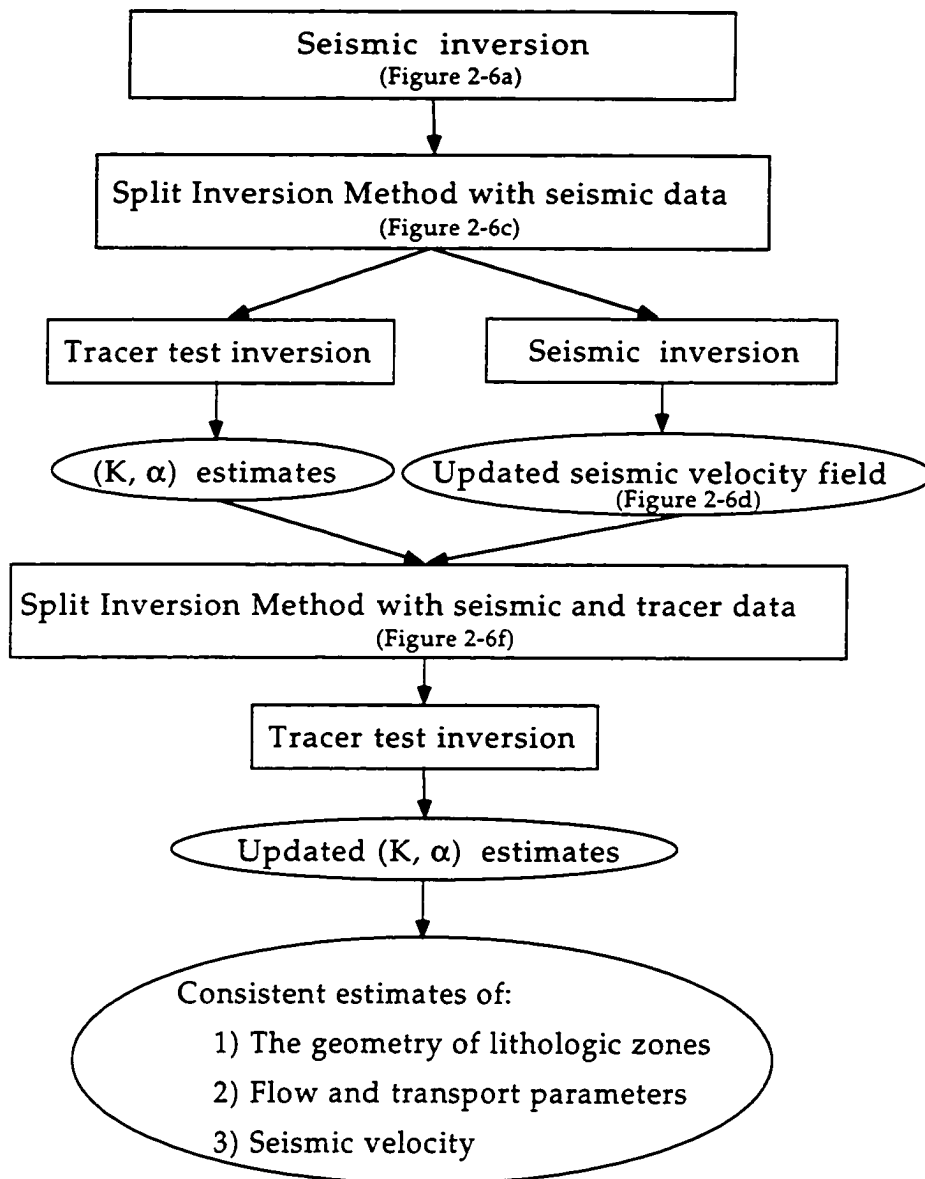 Seismic inversion
(Figure 2-6a)
Split Inversion Method with seismic data
(Figure 2-6c)
Tracer test inversion
Seismic inversion
(K, α) estimates
Updated seismic velocity field
(Figure 2-6d)
Split Inversion Method with seismic and tracer data
(Figure 2-6f)
Tracer test inversion
Updated (K, α) estimates
Consistent estimates of:
1) The geometry of lithologic zones
2) Flow and transport parameters
3) Seismic velocity